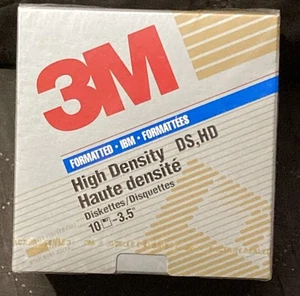 3M
FORMATTED • IBM • FORMATTÉES
High Density DS,HD
Haute densité
Diskettes/Disquettes
10 -3.5"